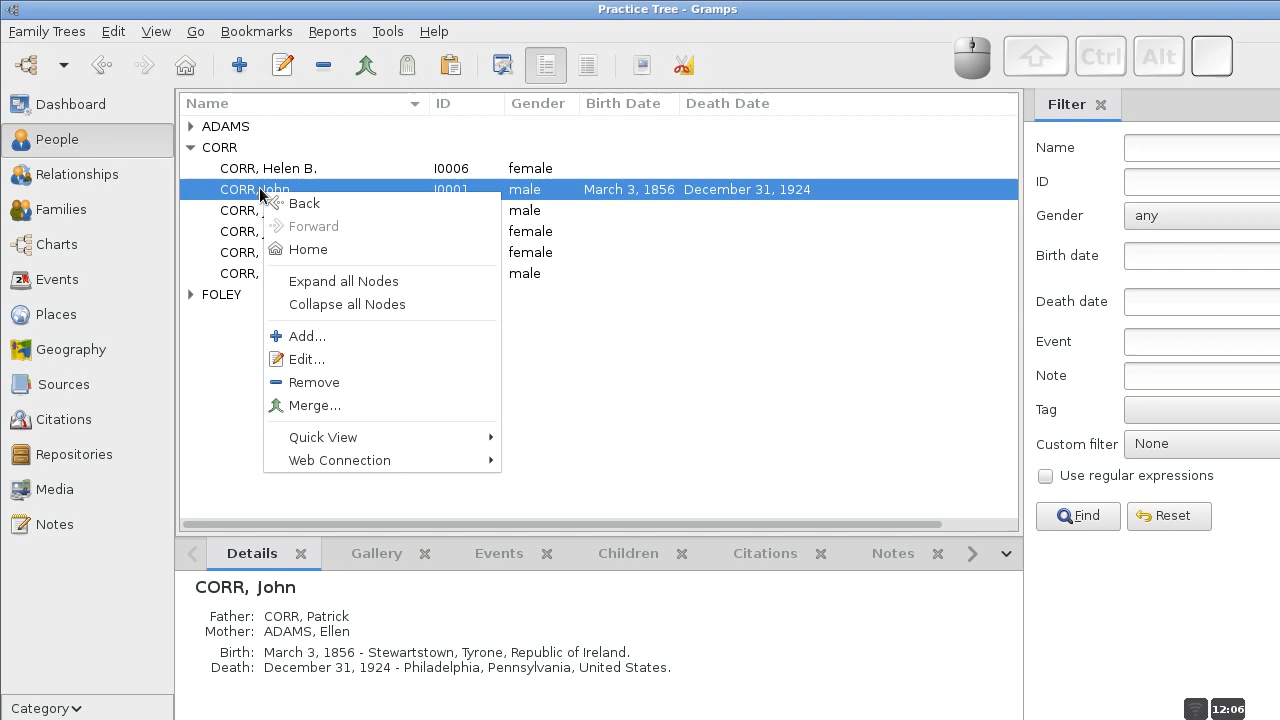 Practice Tree - Gramps
Family Trees Edit View Go Bookmarks Reports Tools Help
Ctrl Alt
Dashboard
People
Relationships
Families
Charts
Events
Places
Geography
Sources
Citations
Repositories
Media
Notes
Category
Name ID Gender Birth Date Death Date
ADAMS
CORR
CORR, Helen B. I0006 female
CORR, John I0001 male March 3, 1856 December 31, 1924
CORR, male
CORR, female
CORR, female
CORR, male
FOLEY
Back
Forward
Home
Expand all Nodes
Collapse all Nodes
Add...
Edit...
Remove
Merge...
Quick View
Web Connection
Filter
Name
ID
Gender any
Birth date
Death date
Event
Note
Tag
Custom filter None
Use regular expressions
Find Reset
Details Gallery Events Children Citations Notes
CORR, John
Father: CORR, Patrick
Mother: ADAMS, Ellen
Birth: March 3, 1856 - Stewartstown, Tyrone, Republic of Ireland.
Death: December 31, 1924 - Philadelphia, Pennsylvania, United States.
12:06